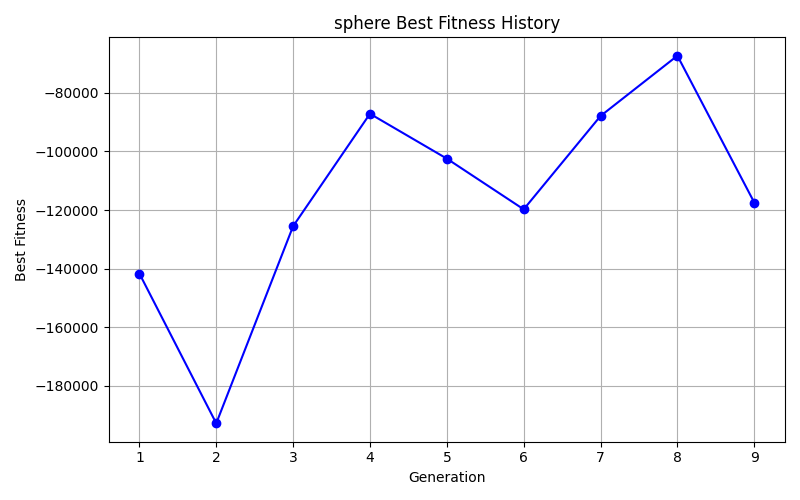 sphere Best Fitness History
Best Fitness
−80000
−100000
−120000
−140000
−160000
−180000
1 2 3 4 5 6 7 8 9
Generation